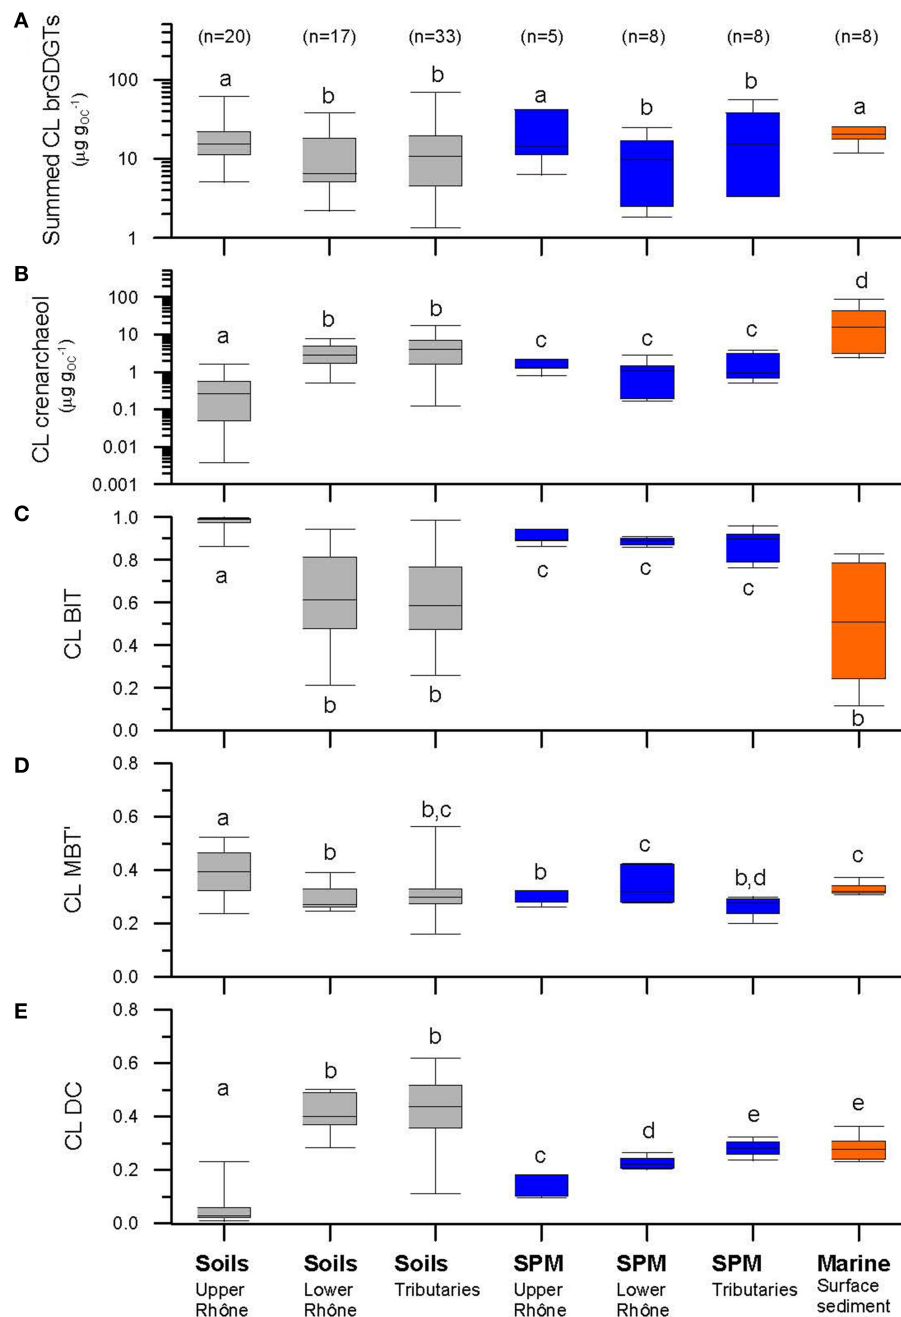 A
Summed CL brGDGTs
(µg gOC-1)
(n=20) (n=17) (n=33) (n=5) (n=8) (n=8) (n=8)
100
10
1
a b b a b b a
B
CL crenarchaeol
(µg gOC-1)
100
10
1
0.1
0.01
0.001
a b b c c c d
C
CL BIT
1.0
0.8
0.6
0.4
0.2
0.0
a b b c c c b
D
CL MBT'
0.8
0.6
0.4
0.2
0.0
a b b,c b c b,d c
E
CL DC
0.8
0.6
0.4
0.2
0.0
a b b c d e e
Soils Soils Soils SPM SPM SPM Marine
Upper Lower Tributaries Upper Lower Tributaries Surface
Rhône Rhône Rhône Rhône sediment